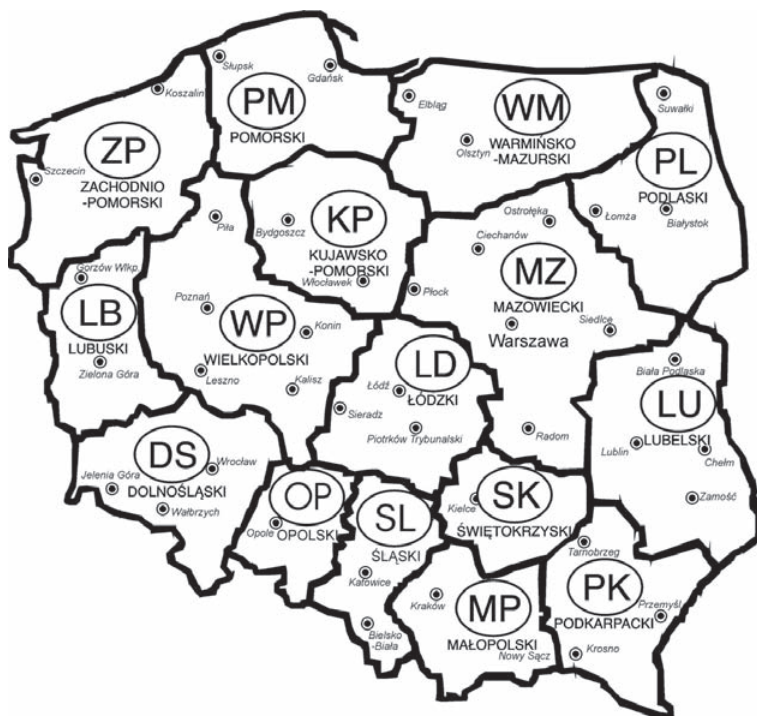 Słupsk
Gdańsk
PM
POMORSKI
Koszalin
ZP
ZACHODNIO
-POMORSKI
Szczecin
Elbląg
WM
WARMIŃSKO
-MAZURSKI
Olsztyn
Suwałki
PL
PODLASKI
Łomża
Białystok
Piła
Bydgoszcz
KP
KUJAWSKO
-POMORSKI
Włocławek
Ostrołęka
Ciechanów
MZ
MAZOWIECKI
Płock
Warszawa
Siedlce
Radom
Gorzów Wlkp.
LB
LUBUSKI
Zielona Góra
Poznań
WP
WIELKOPOLSKI
Konin
Leszno
Kalisz
LD
Łódź
ŁÓDZKI
Sieradz
Piotrków Trybunalski
Biała Podlaska
LU
LUBELSKI
Lublin
Chełm
Zamość
DS
Wrocław
Jelenia Góra
DOLNOŚLĄSKI
Wałbrzych
OP
Opole
OPOLSKI
SL
ŚLĄSKI
Katowice
Bielsko
-Biała
Kielce
SK
ŚWIĘTOKRZYSKI
Kraków
MP
MAŁOPOLSKI
Nowy Sącz
Tarnobrzeg
PK
Przemyśl
PODKARPACKI
Krosno